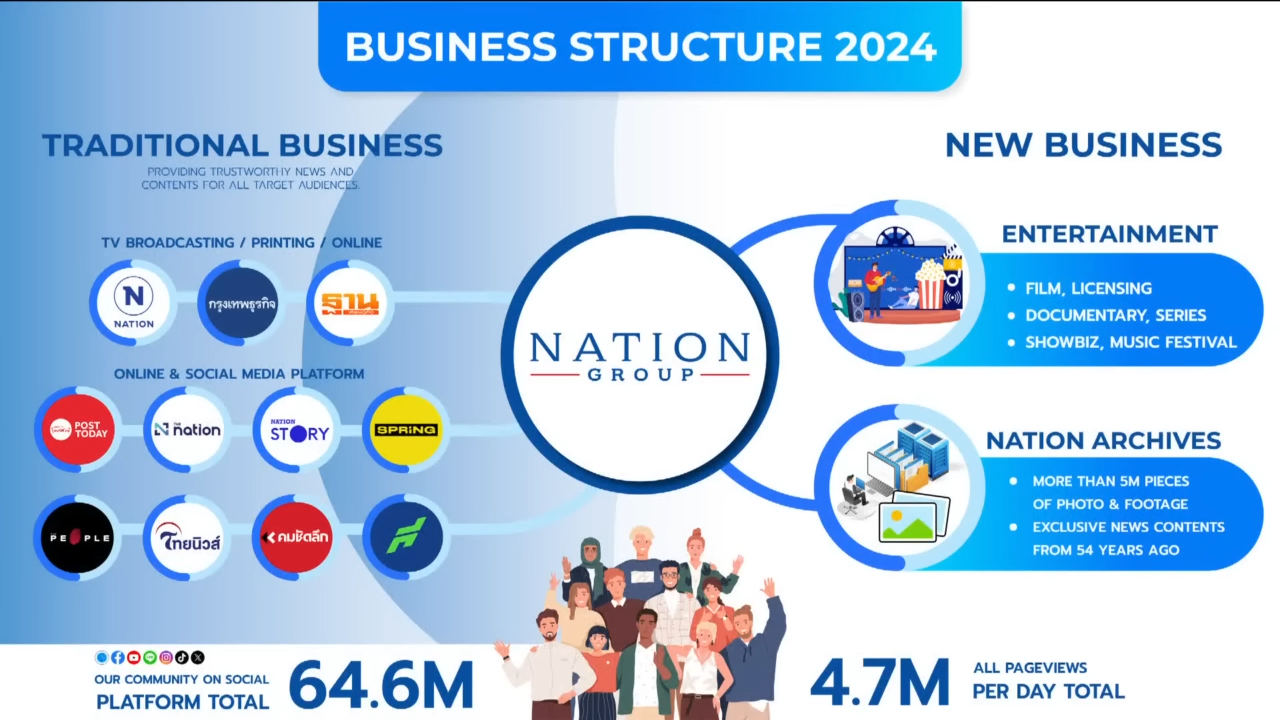 BUSINESS STRUCTURE 2024
TRADITIONAL BUSINESS
PROVIDING TRUSTWORTHY NEWS AND
CONTENTS FOR ALL TARGET AUDIENCES.
TV BROADCASTING / PRINTING / ONLINE
N
NATION
กรุงเทพธุรกิจ
ฐาน
ONLINE & SOCIAL MEDIA PLATFORM
POST
TODAY
THE
nation
NATION
STORY
SPRiNG
PEOPLE
ไทยนิวส์
คมชัดลึก
NATION
GROUP
NEW BUSINESS
ENTERTAINMENT
• FILM, LICENSING
• DOCUMENTARY, SERIES
• SHOWBIZ, MUSIC FESTIVAL
NATION ARCHIVES
• MORE THAN 5M PIECES
OF PHOTO & FOOTAGE
• EXCLUSIVE NEWS CONTENTS
FROM 54 YEARS AGO
OUR COMMUNITY ON SOCIAL
PLATFORM TOTAL
64.6M
4.7M
ALL PAGEVIEWS
PER DAY TOTAL